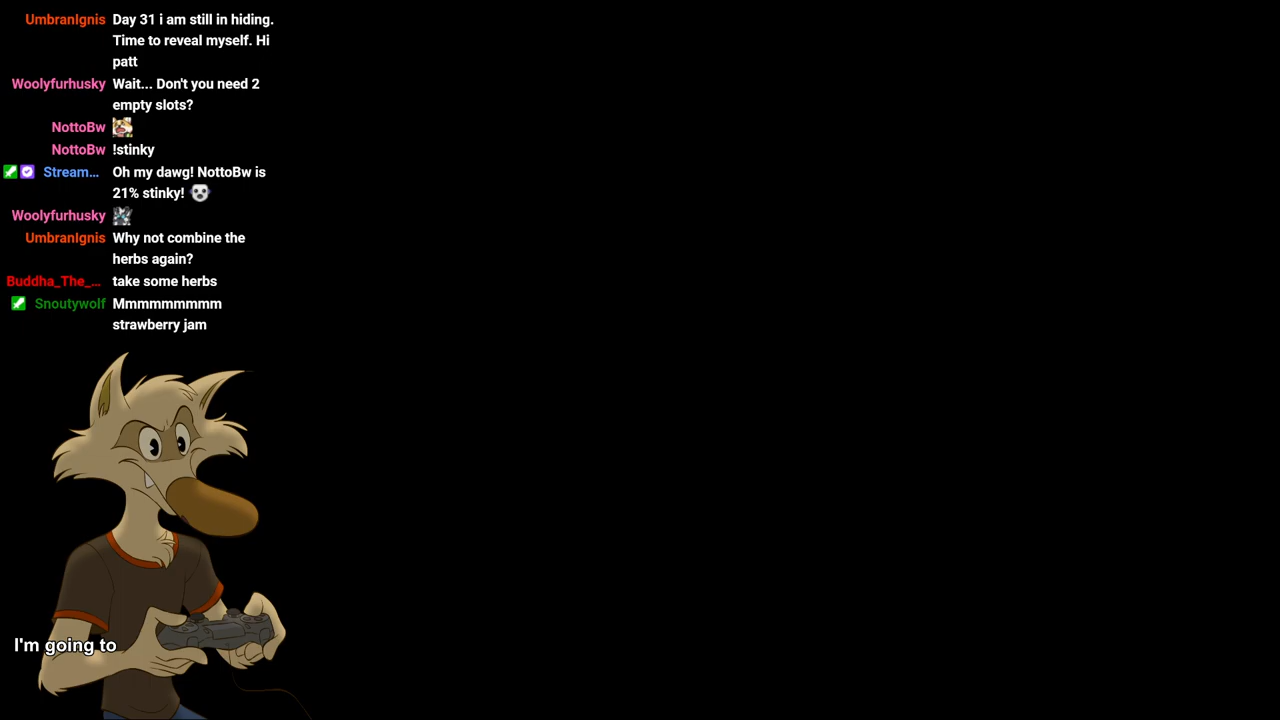 UmbranIgnis Day 31 i am still in hiding.
Time to reveal myself. Hi
patt
Woolyfurhusky Wait... Don't you need 2
empty slots?
NottoBw
NottoBw !stinky
Stream... Oh my dawg! NottoBw is
21% stinky!
Woolyfurhusky
UmbranIgnis Why not combine the
herbs again?
Buddha_The_... take some herbs
Snoutywolf Mmmmmmmmm
strawberry jam
I'm going to